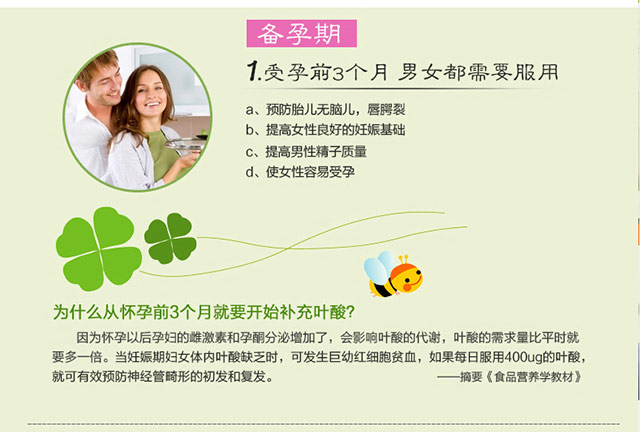 备孕期
1.受孕前3个月 男女都需要服用
a、预防胎儿无脑儿，唇腭裂
b、提高女性良好的妊娠基础
c、提高男性精子质量
d、使女性容易受孕
为什么从怀孕前3个月就要开始补充叶酸?
因为怀孕以后孕妇的雌激素和孕酮分泌增加了，会影响叶酸的代谢，叶酸的需求量比平时就
要多一倍。当妊娠期妇女体内叶酸缺乏时，可发生巨幼红细胞贫血，如果每日服用400ug的叶酸，
就可有效预防神经管畸形的初发和复发。 ——摘要《食品营养学教材》